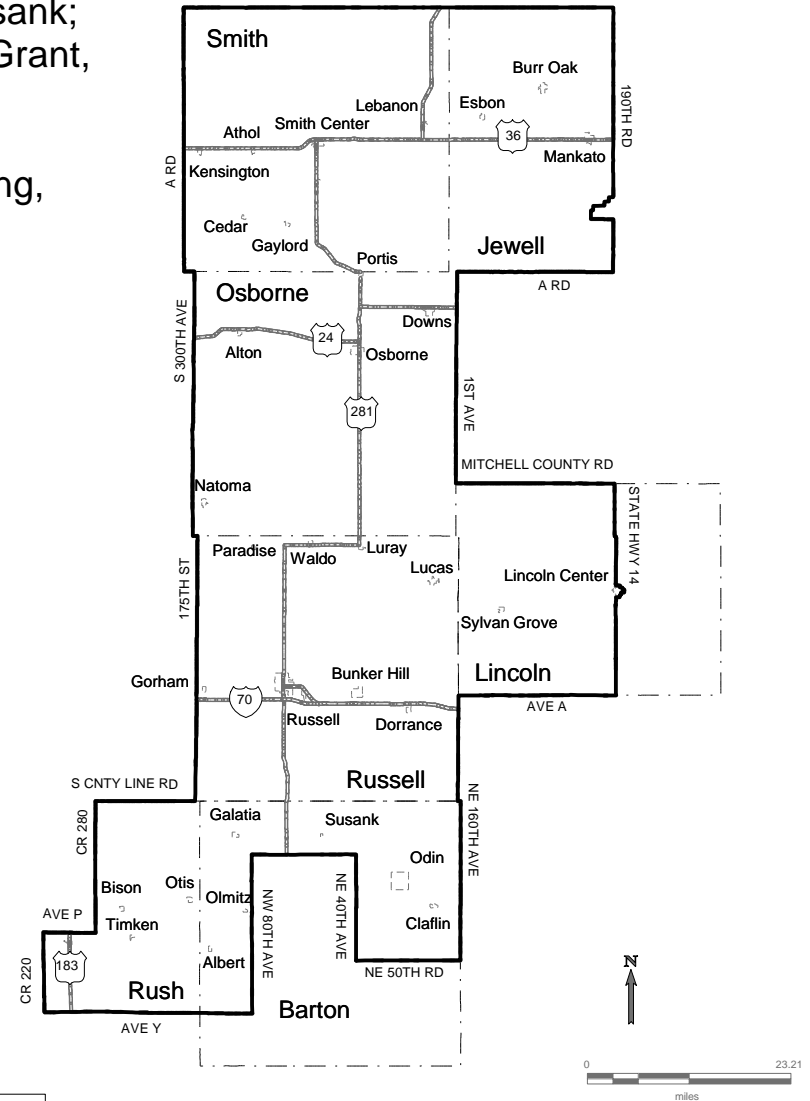 sank;
Grant,
ng,
Smith
Burr Oak
Lebanon
Esbon
Smith Center
Athol
36
190TH RD
Mankato
A RD
Kensington
Cedar
Gaylord
Portis
Jewell
A RD
Osborne
S 300TH AVE
Downs
24
Alton
Osborne
1ST AVE
281
MITCHELL COUNTY RD
Natoma
STATE HWY 14
Paradise
Waldo
Luray
Lucas
Lincoln Center
175TH ST
Sylvan Grove
Gorham
Bunker Hill
Lincoln
70
AVE A
Russell
Dorrance
Russell
S CNTY LINE RD
NE 160TH AVE
CR 280
Galatia
Susank
Odin
Bison
Otis
Olmitz
NW 80TH AVE
NE 40TH AVE
AVE P
Timken
Claflin
183
Albert
CR 220
NE 50TH RD
Rush
Barton
AVE Y
N
0 23.21
miles